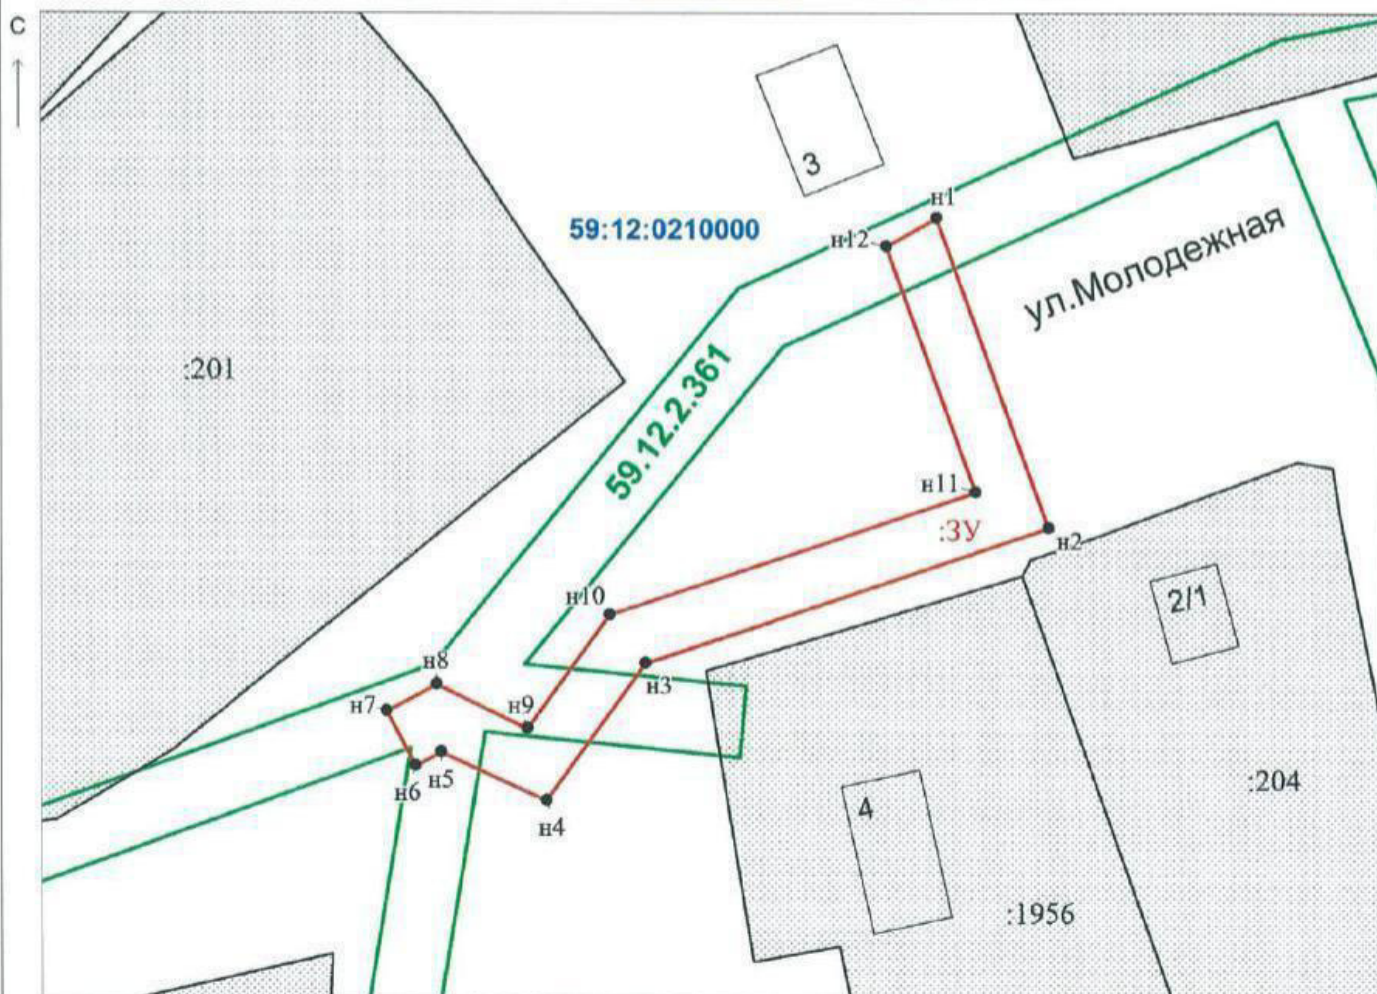 С
3
н1
59:12:0210000
н12
ул.Молодежная
:201
59.12.2.361
н11
:ЗУ
н2
н10
2/1
н8
н3
н7
н9
н5
н6
:204
4
н4
:1956